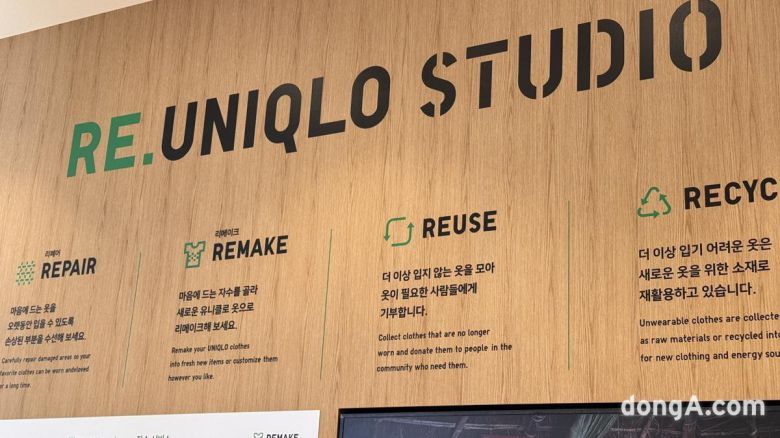 RE.UNIQLO STUDIO
리페어
REPAIR
마음에 드는 옷을
오랫동안 입을 수 있도록
손상된 부분을 수선해 보세요.
Carefully repair damaged areas so your
favorite clothes can be worn and loved
for a long time.
리메이크
REMAKE
마음에 드는 자수를 골라
새로운 유니클로 옷으로
리메이크해 보세요.
Remake your UNIQLO clothes
into fresh new items or customize them
however you like.
REUSE
더 이상 입지 않는 옷을 모아
옷이 필요한 사람들에게
기부합니다.
Collect clothes that are no longer
worn and donate them to people in the
community who need them.
RECYC
더 이상 입기 어려운 옷은
새로운 옷을 위한 소재로
재활용하고 있습니다.
Unwearable clothes are collecte
as raw materials or recycled into
for new clothing and energy sou
REMAKE
dongA.com